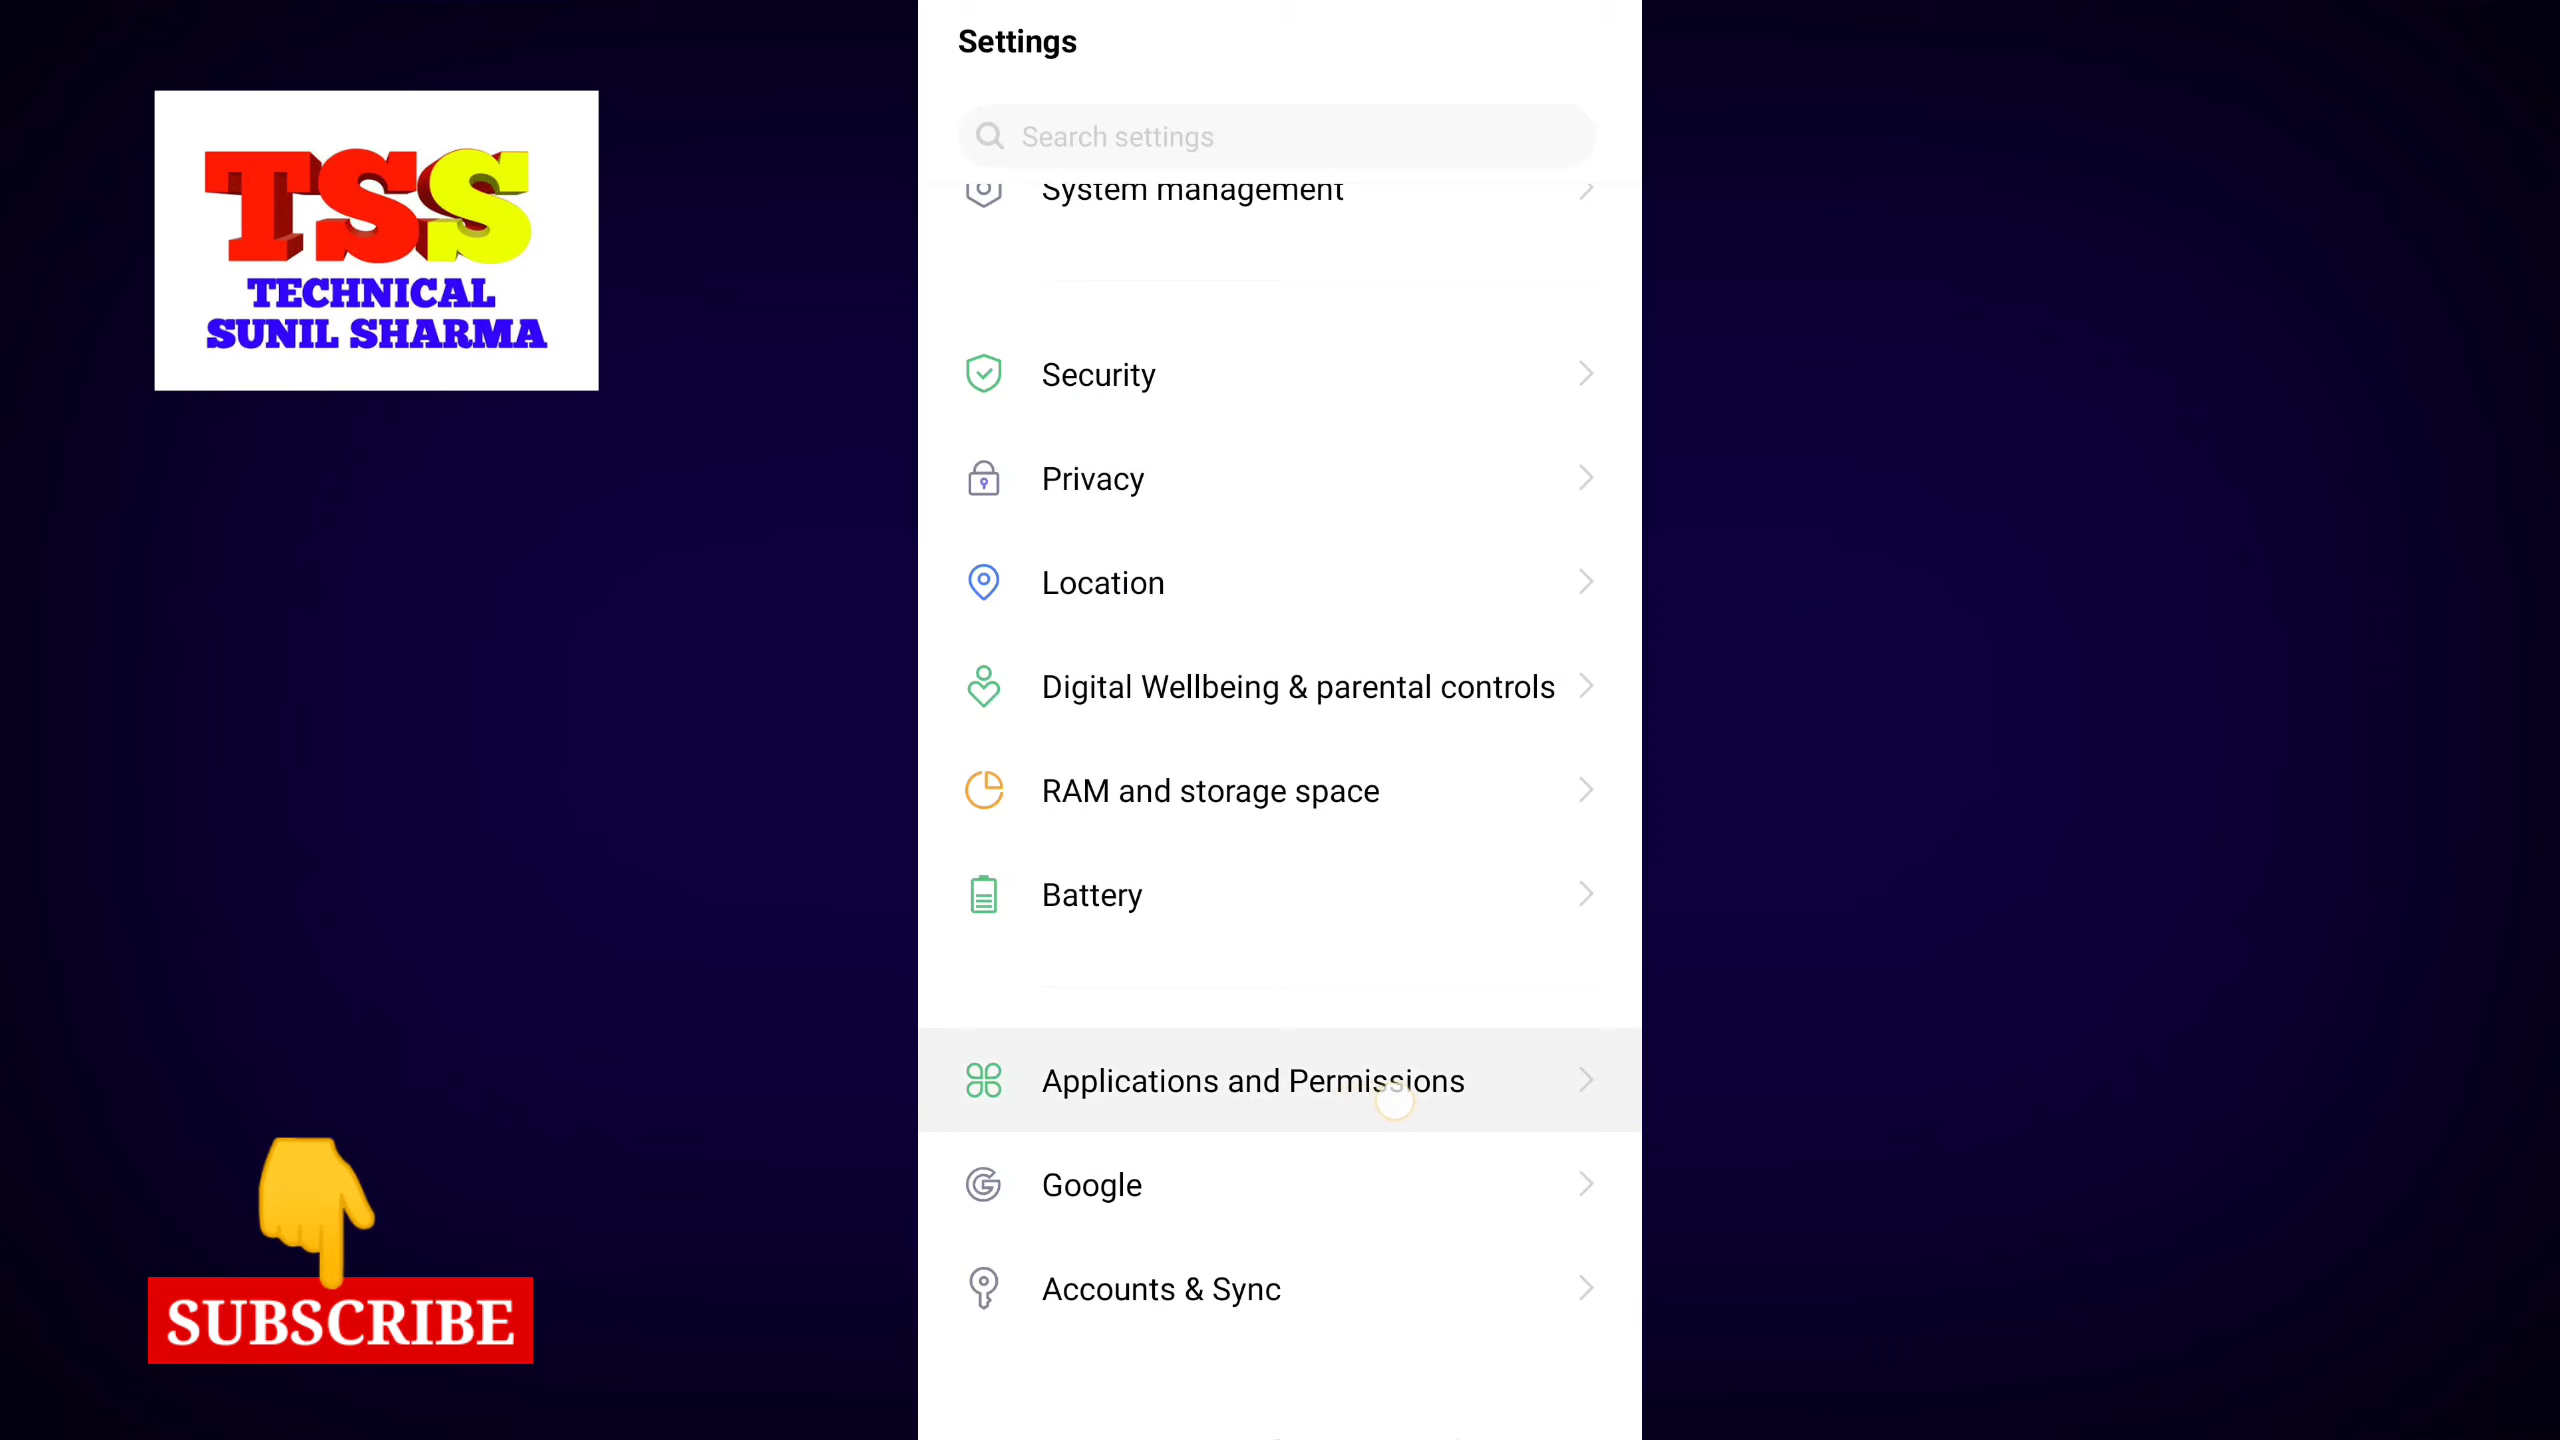 Settings
Search settings
System management
Security
Privacy
Location
Digital Wellbeing & parental controls
RAM and storage space
Battery
Applications and Permissions
Google
Accounts & Sync
TSS
TECHNICAL
SUNIL SHARMA
SUBSCRIBE